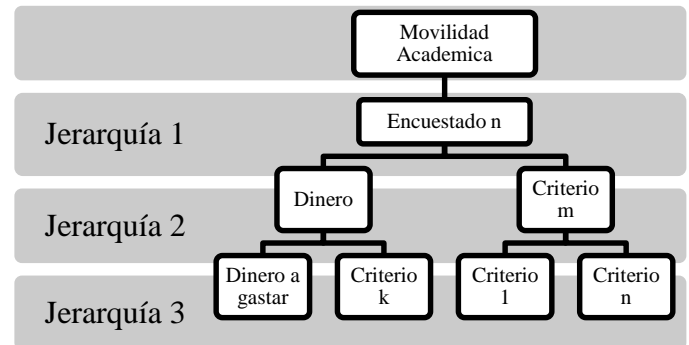 Movilidad
Academica
Jerarquía 1
Encuestado n
Jerarquía 2
Dinero
Criterio
m
Jerarquía 3
Dinero a
gastar
Criterio
k
Criterio
l
Criterio
n